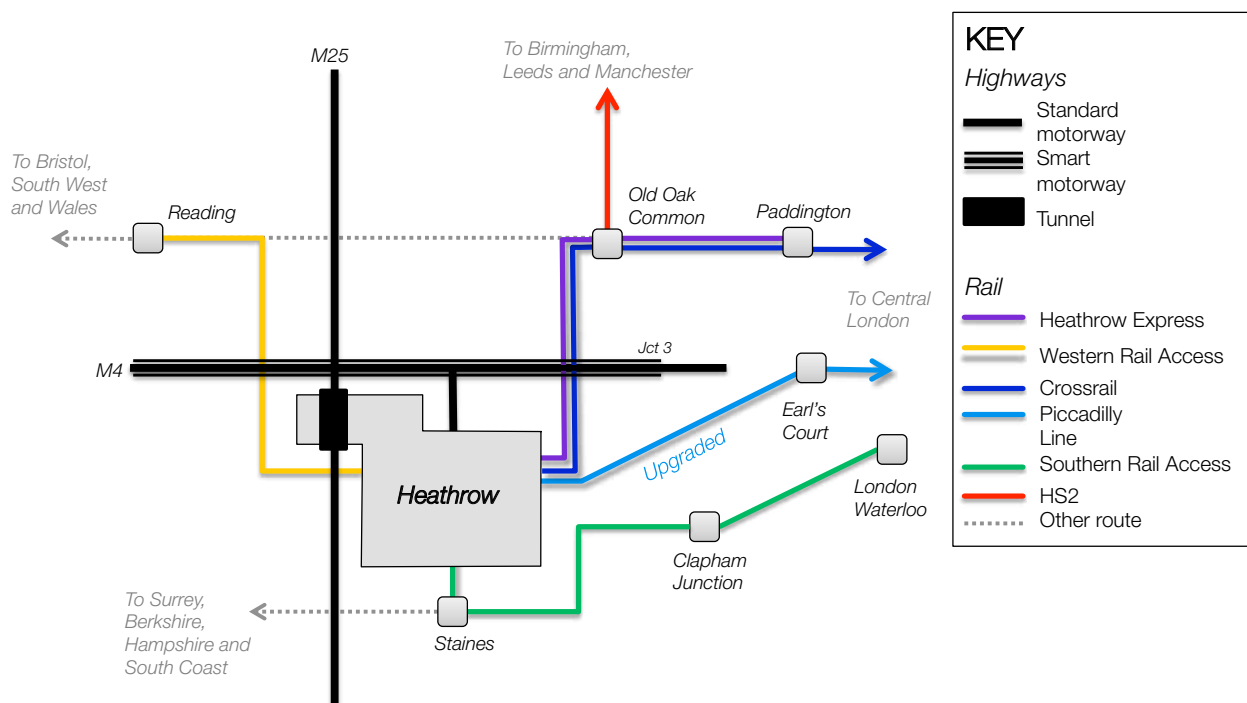 M25
To Birmingham,
Leeds and Manchester
To Bristol,
South West
and Wales
Reading
Old Oak
Common
Paddington
To Central
London
M4
Jct 3
Earl's
Court
Upgraded
Heathrow
London
Waterloo
Clapham
Junction
To Surrey,
Berkshire,
Hampshire and
South Coast
Staines
KEY
Highways
Standard
motorway
Smart
motorway
Tunnel
Rail
Heathrow Express
Western Rail Access
Crossrail
Piccadilly
Line
Southern Rail Access
HS2
Other route